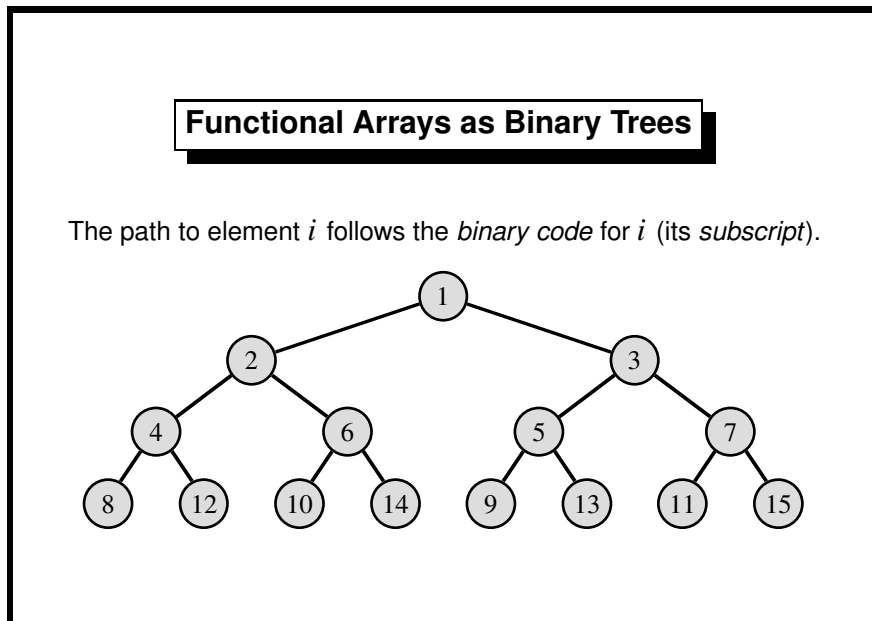 Functional Arrays as Binary Trees
The path to element i follows the binary code for i (its subscript).
1
2 3
4 6 5 7
8 12 10 14 9 13 11 15